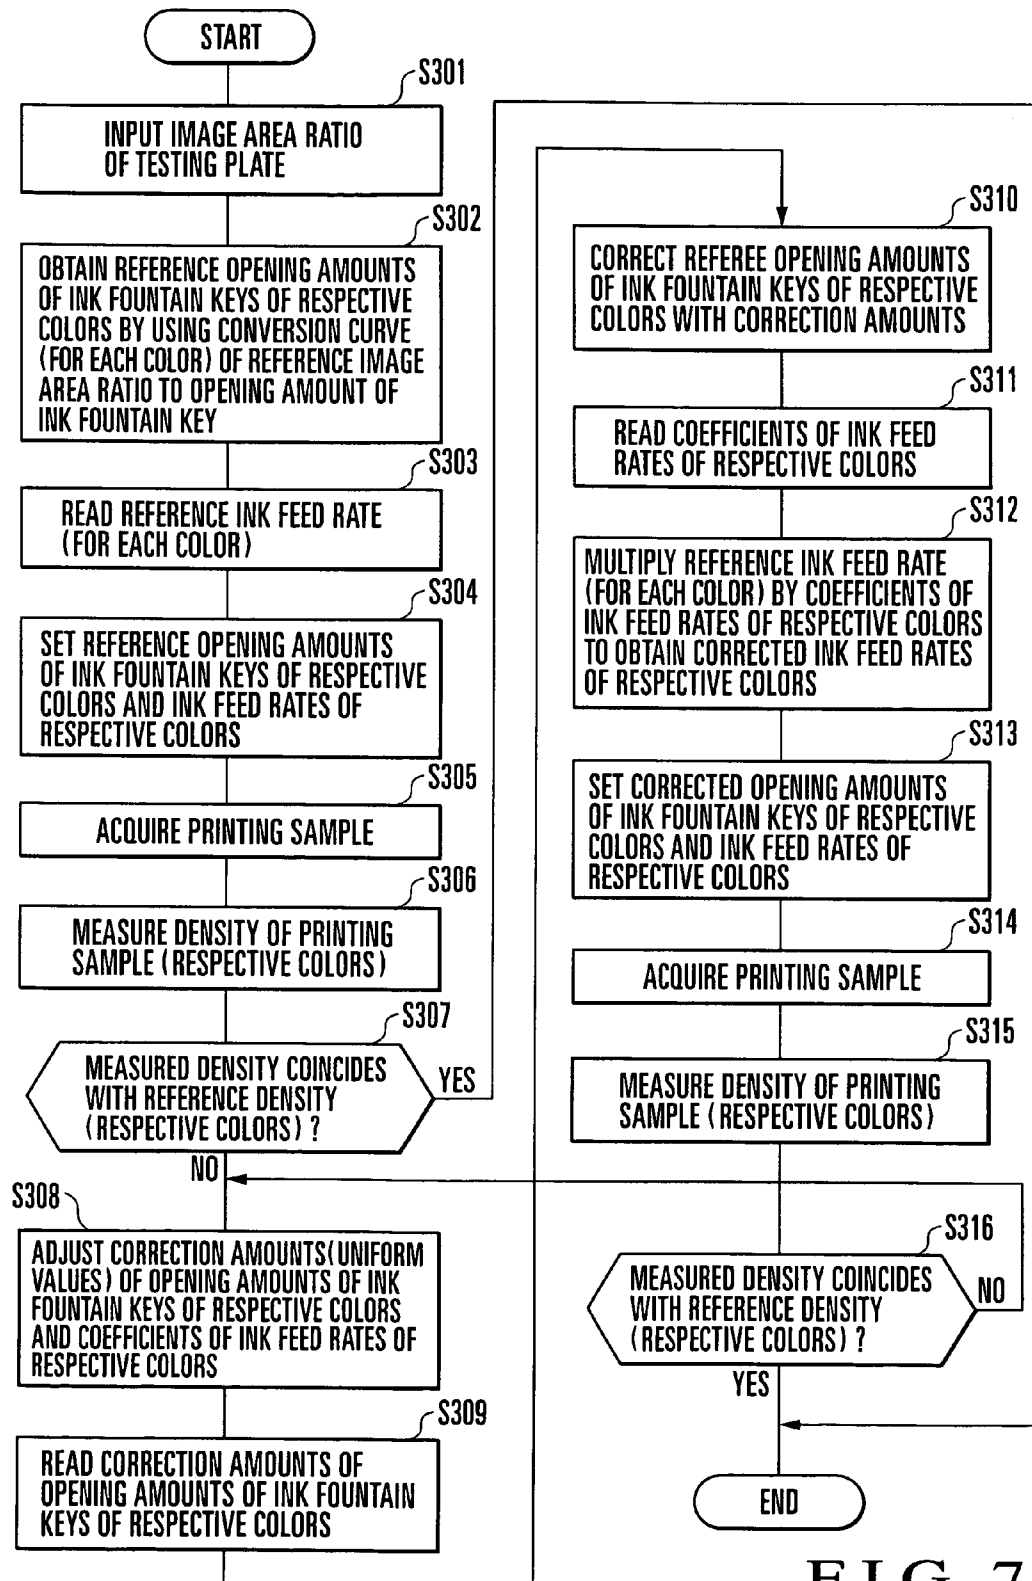 START
S301
INPUT IMAGE AREA RATIO
OF TESTING PLATE
S302
OBTAIN REFERENCE OPENING AMOUNTS
OF INK FOUNTAIN KEYS OF RESPECTIVE
COLORS BY USING CONVERSION CURVE
(FOR EACH COLOR) OF REFERENCE IMAGE
AREA RATIO TO OPENING AMOUNT OF
INK FOUNTAIN KEY
S303
READ REFERENCE INK FEED RATE
(FOR EACH COLOR)
S304
SET REFERENCE OPENING AMOUNTS
OF INK FOUNTAIN KEYS OF RESPECTIVE
COLORS AND INK FEED RATES OF
RESPECTIVE COLORS
S305
ACQUIRE PRINTING SAMPLE
S306
MEASURE DENSITY OF PRINTING
SAMPLE (RESPECTIVE COLORS)
S307
MEASURED DENSITY COINCIDES
WITH REFERENCE DENSITY
(RESPECTIVE COLORS) ?
YES
NO
S308
ADJUST CORRECTION AMOUNTS (UNIFORM
VALUES) OF OPENING AMOUNTS OF INK
FOUNTAIN KEYS OF RESPECTIVE COLORS
AND COEFFICIENTS OF INK FEED RATES OF
RESPECTIVE COLORS
S309
READ CORRECTION AMOUNTS OF
OPENING AMOUNTS OF INK FOUNTAIN
KEYS OF RESPECTIVE COLORS
S310
CORRECT REFEREE OPENING AMOUNTS
OF INK FOUNTAIN KEYS OF RESPECTIVE
COLORS WITH CORRECTION AMOUNTS
S311
READ COEFFICIENTS OF INK FEED
RATES OF RESPECTIVE COLORS
S312
MULTIPLY REFERENCE INK FEED RATE
(FOR EACH COLOR) BY COEFFICIENTS OF
INK FEED RATES OF RESPECTIVE COLORS
TO OBTAIN CORRECTED INK FEED RATES
OF RESPECTIVE COLORS
S313
SET CORRECTED OPENING AMOUNTS
OF INK FOUNTAIN KEYS OF RESPECTIVE
COLORS AND INK FEED RATES OF
RESPECTIVE COLORS
S314
ACQUIRE PRINTING SAMPLE
S315
MEASURE DENSITY OF PRINTING
SAMPLE (RESPECTIVE COLORS)
S316
MEASURED DENSITY COINCIDES
WITH REFERENCE DENSITY
(RESPECTIVE COLORS) ?
NO
YES
END
FIG. 7